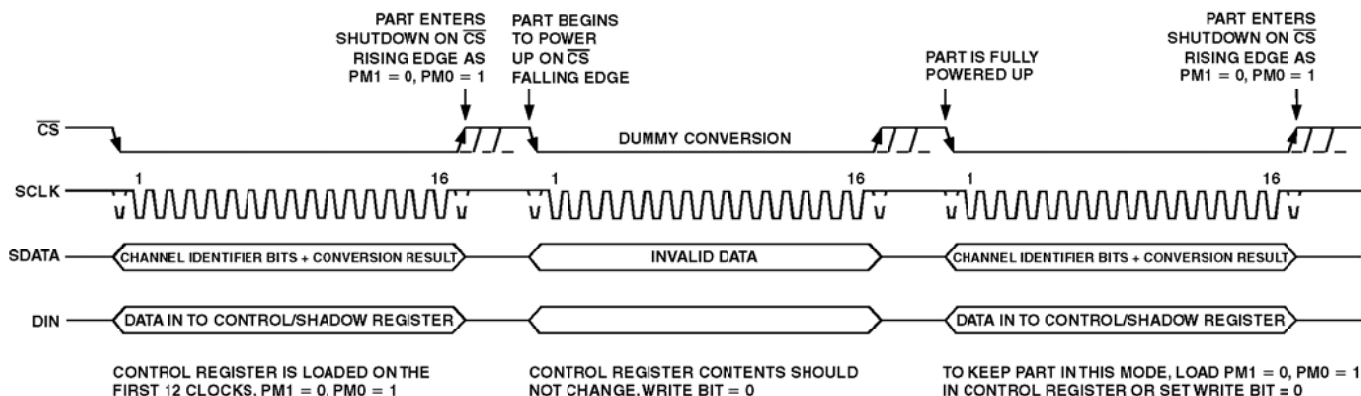 PART ENTERS
SHUTDOWN ON CS
RISING EDGE AS
PM1 = 0, PM0 = 1
PART BEGINS
TO POWER
UP ON CS
FALLING EDGE
PART IS FULLY
POWERED UP
PART ENTERS
SHUTDOWN ON CS
RISING EDGE AS
PM1 = 0, PM0 = 1
CS
DUMMY CONVERSION
SCLK
1
16
1
16
1
16
SDATA
CHANNEL IDENTIFIER BITS + CONVERSION RESULT
INVALID DATA
CHANNEL IDENTIFIER BITS + CONVERSION RESULT
DIN
DATA IN TO CONTROL/SHADOW REGISTER
DATA IN TO CONTROL/SHADOW REGISTER
CONTROL REGISTER IS LOADED ON THE
FIRST 12 CLOCKS, PM1 = 0, PM0 = 1
CONTROL REGISTER CONTENTS SHOULD
NOT CHANGE, WRITE BIT = 0
TO KEEP PART IN THIS MODE, LOAD PM1 = 0, PM0 = 1
IN CONTROL REGISTER OR SET WRITE BIT = 0